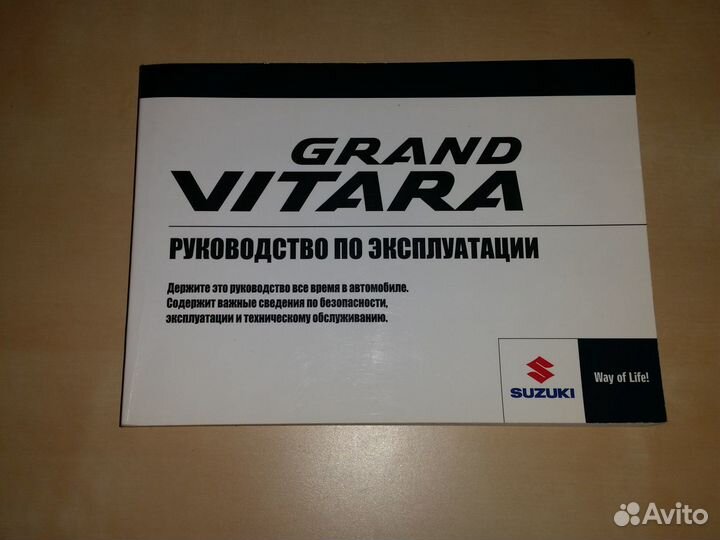 GRAND
VITARA
РУКОВОДСТВО ПО ЭКСПЛУАТАЦИИ
Держите это руководство все время в автомобиле.
Содержит важные сведения по безопасности,
эксплуатации и техническому обслуживанию.
SUZUKI
Way of Life!
Avito